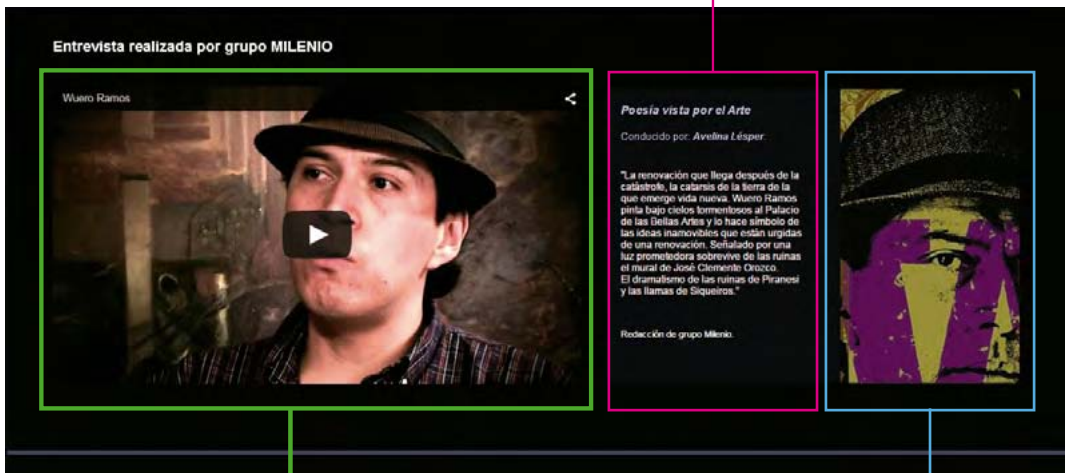 Entrevista realizada por grupo MILENIO
Wuero Ramos
Poesía vista por el Arte
Conducido por: Avelina Lésper.
"La renovación que llega después de la
catástrofe, la catarsis de la tierra de la
que emerge vida nueva. Wuero Ramos
pinta bajo cielos tormentosos al Palacio
de las Bellas Artes y lo hace símbolo de
las ideas inamovibles que están urgidas
de una renovación. Señalado por una
luz prometedora sobrevive de las ruinas
el mural de José Clemente Orozco.
El dramatismo de las ruinas de Piranesi
y las llamas de Siqueiros."
Redacción de grupo Milenio.